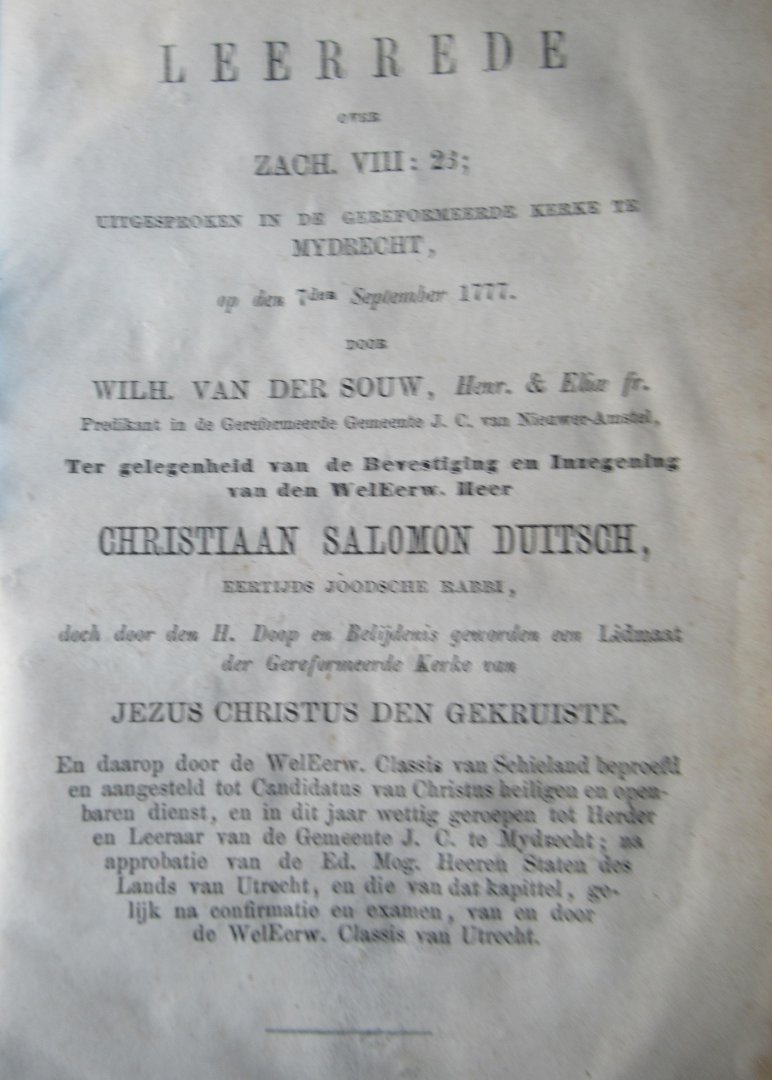 LEERREDE
OVER
ZACH. VIII: 23;
UITGESPROKEN IN DE GEREFORMEERDE KERKE TE
MYDRECHT,
op den 7den September 1777.
DOOR
WILH. VAN DER SOUW, Henr. & Eliæ fr.
Predikant in de Gereformeerde Gemeente J. C. van Nieuwer-Amstel,
Ter gelegenheid van de Bevestiging en Inzegening
van den WelEerw. Heer
CHRISTIAAN SALOMON DUITSCH,
EERTIJDS JOODSCHE RABBI,
doch door den H. Doop en Belijdenis geworden een Lidmaat
der Gereformeerde Kerke van
JEZUS CHRISTUS DEN GEKRUISTE.
En daarop door de WelEerw. Classis van Schieland beproefd
en aangesteld tot Candidatus van Christus heiligen en open-
baren dienst, en in dit jaar wettig geroepen tot Herder
en Leeraar van de Gemeente J. C. te Mydrecht; na
approbatie van de Ed. Mog. Heeren Staten des
Lands van Utrecht, en die van dat kapittel, ge-
lijk na confirmatie en examen, van en door
de WelEerw. Classis van Utrecht.